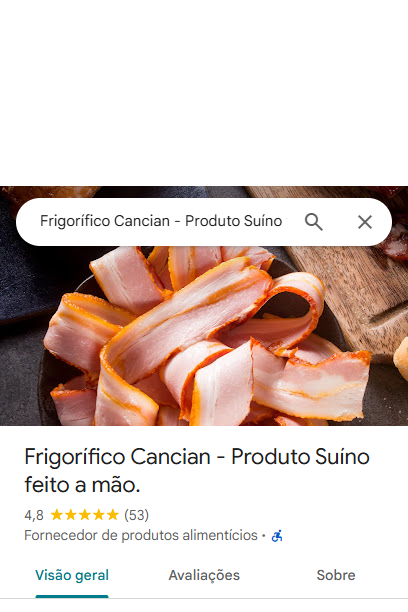 Frigorífico Cancian - Produto Suíno
Frigorífico Cancian - Produto Suíno
feito a mão.
4,8 (53)
Fornecedor de produtos alimentícios ·
Visão geral Avaliações Sobre